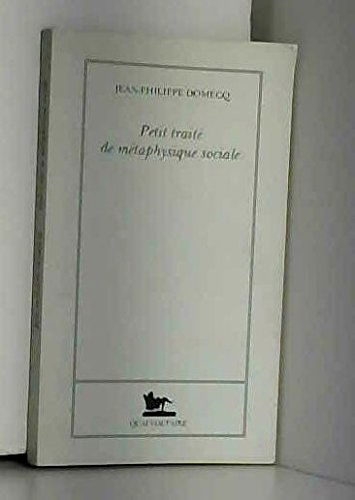 JEAN-PHILIPPE DOMECQ
Petit traité
de métaphysique sociale
QUAI VOLTAIRE